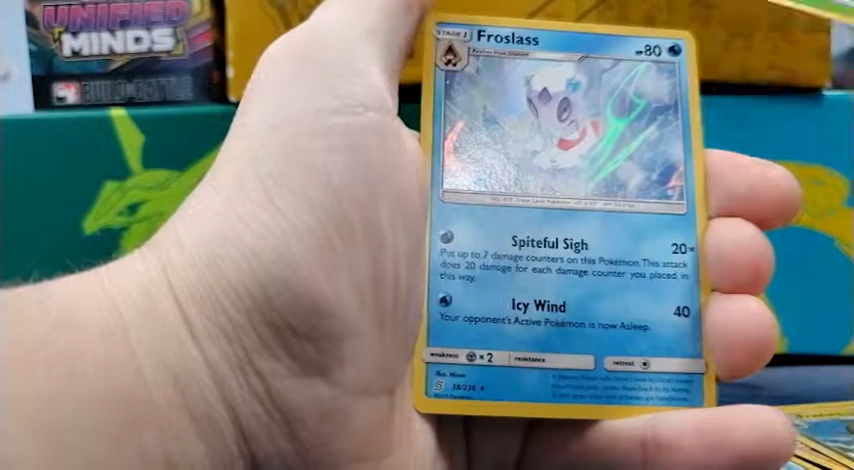 UNIFIED
MINDS
BUILD+BATTLE
STAGE 1
Froslass
80
Spiteful Sigh
20×
Put up to 7 damage counters on this Pokémon. This attack
does 20 damage for each damage counter you placed in
this way.
Icy Wind
40
Your opponent's Active Pokémon is now Asleep.
weakness ×2 resistance retreat
38/236